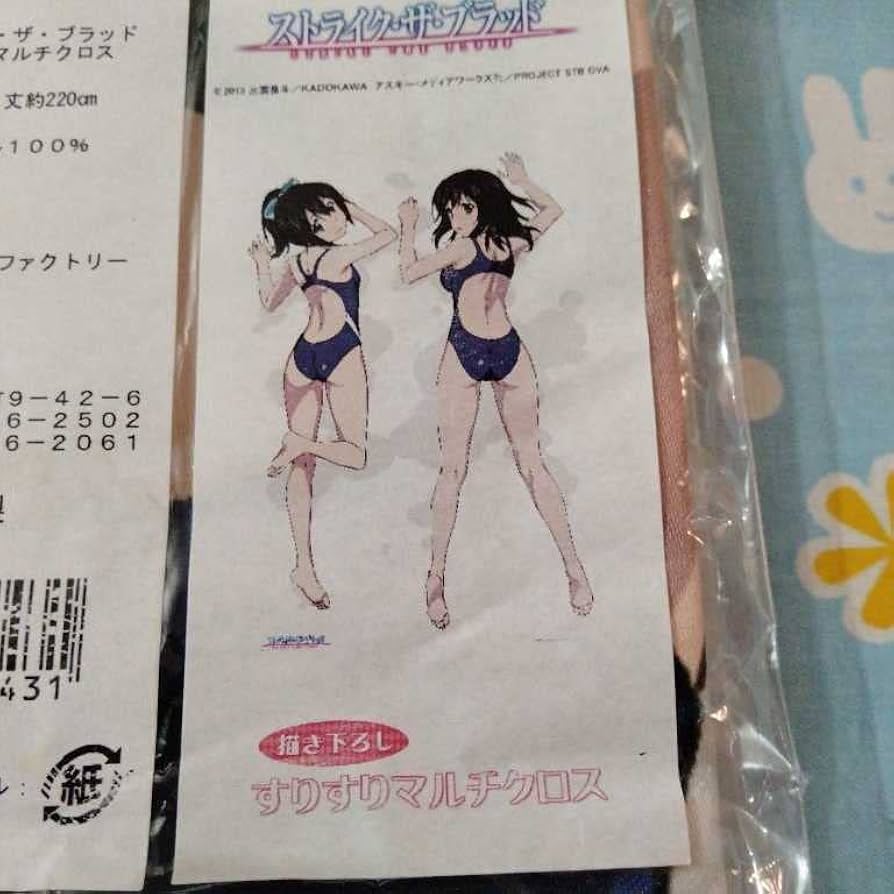 ・ザ・ブラッド
マルチクロス
丈約220cm
100%
ファクトリー
T9-42-6
6-2502
6-2061
431
紙
ストライク・ザ・ブラッド
STRIKE THE BLOOD
© 2013 三雲岳斗/KADOKAWA アスキー・メディアワークス刊/PROJECT STB OVA
描き下ろし
すりすりマルチクロス